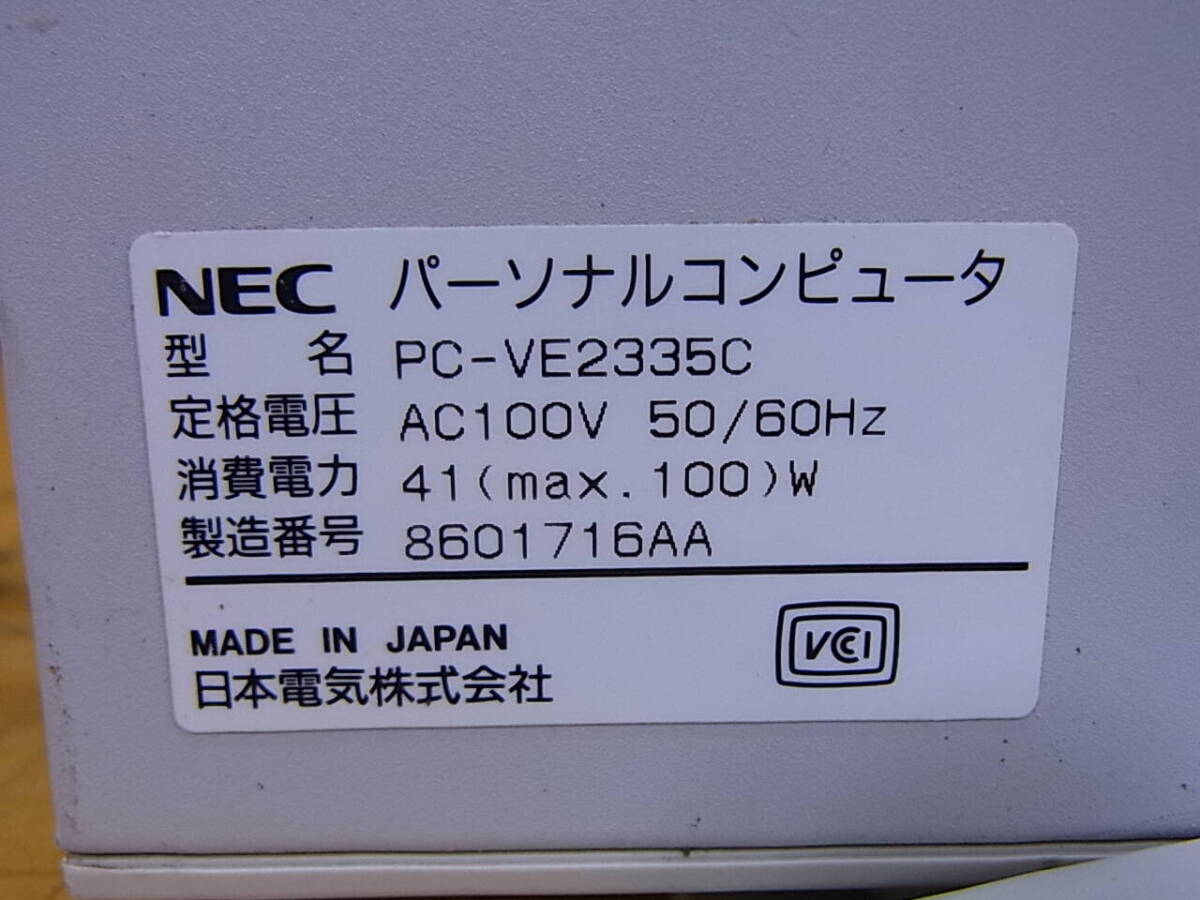 NEC パーソナルコンピュータ
型 名 PC-VE2335C
定格電圧 AC100V 50/60Hz
消費電力 41(max.100)W
製造番号 8601716AA
MADE IN JAPAN
日本電気株式会社
VCCI